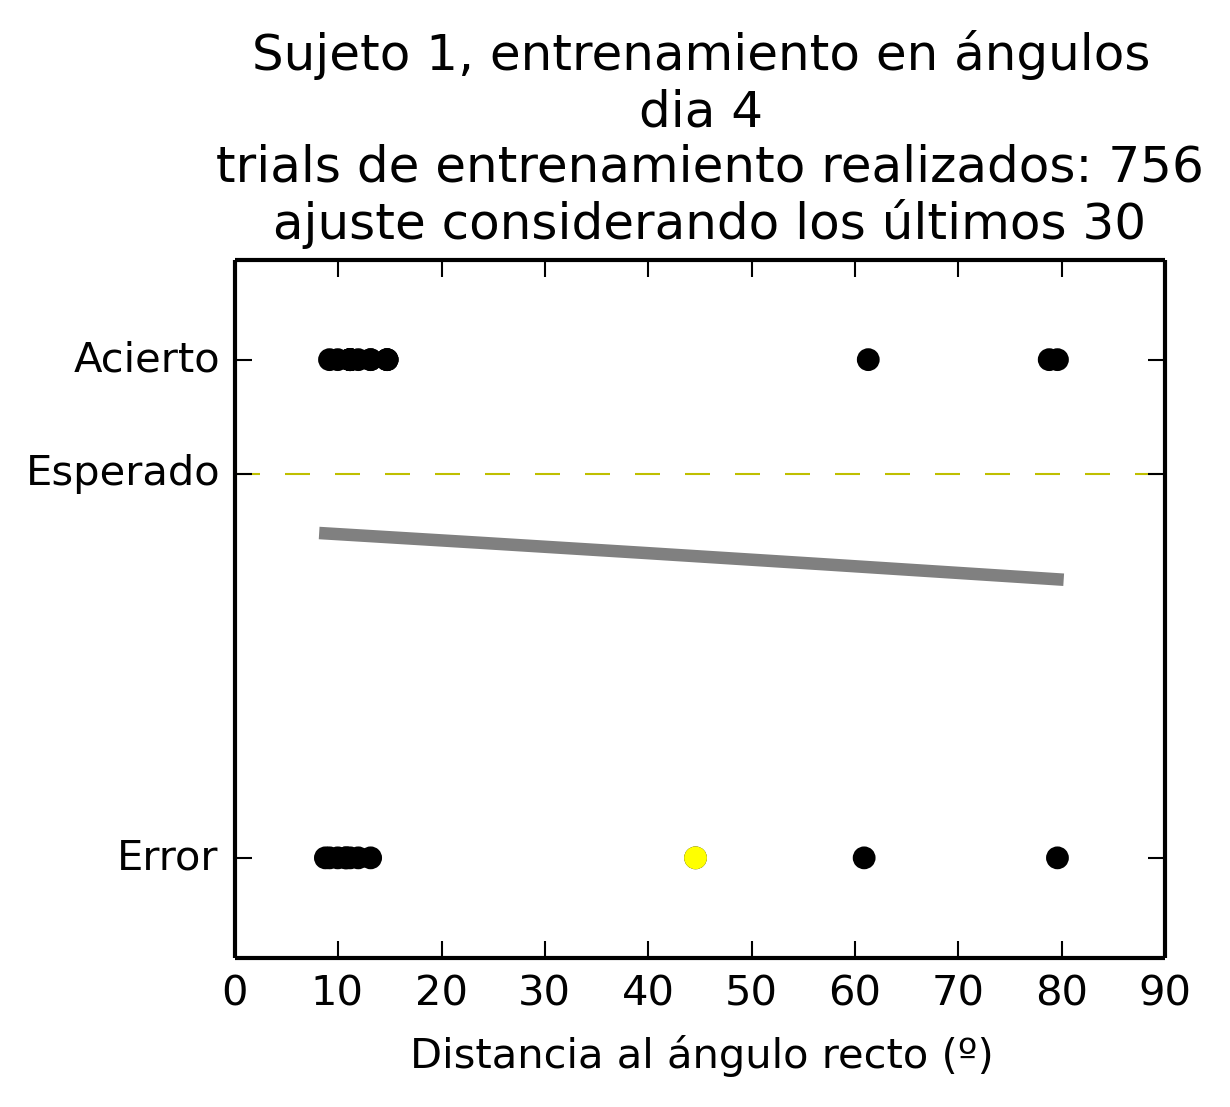 Sujeto 1, entrenamiento en ángulos
dia 4
trials de entrenamiento realizados: 756
ajuste considerando los últimos 30
Acierto
Esperado
Error
0 10 20 30 40 50 60 70 80 90
Distancia al ángulo recto (º)